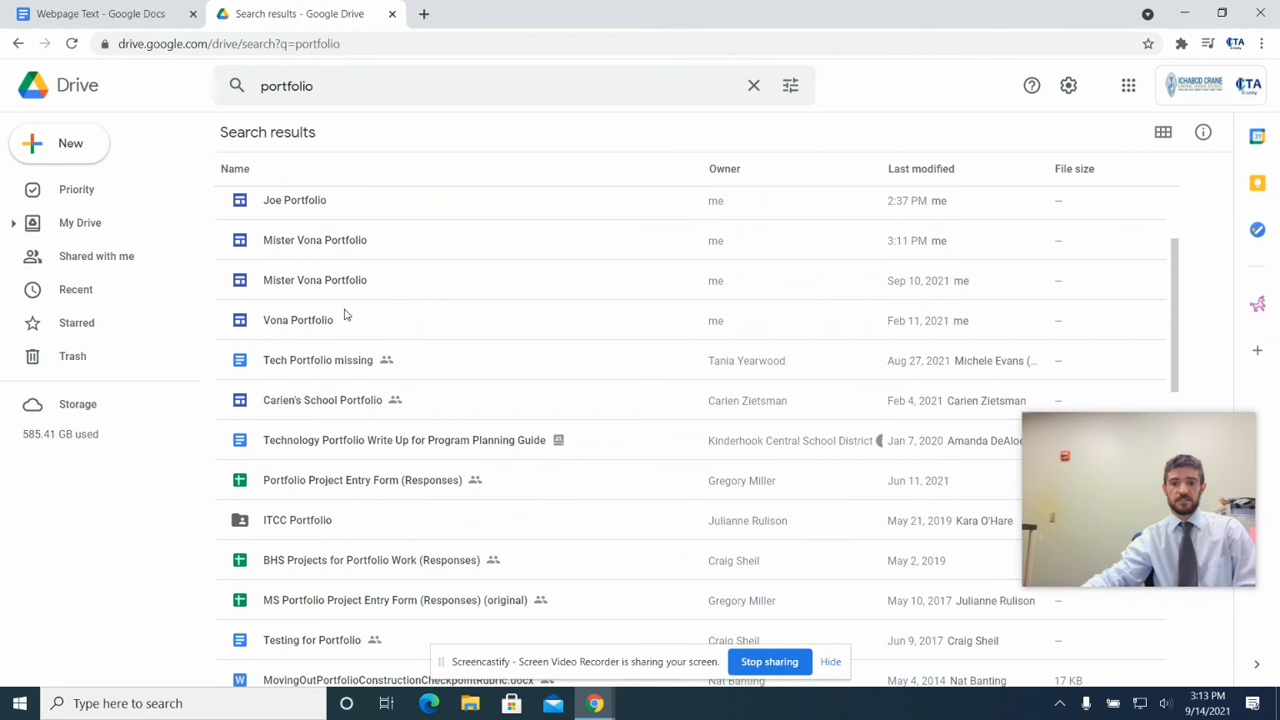 Webpage Text - Google Docs
Search results - Google Drive
drive.google.com/drive/search?q=portfolio
CTA
Drive
portfolio
ICHABOD CRANE
CTA
New
Search results
Name Owner Last modified File size
Priority
My Drive
Shared with me
Recent
Starred
Trash
Storage
585.41 GB used
Joe Portfolio me 2:37 PM me –
Mister Vona Portfolio me 3:11 PM me –
Mister Vona Portfolio me Sep 10, 2021 me –
Vona Portfolio me Feb 11, 2021 me –
Tech Portfolio missing Tania Yearwood Aug 27, 2021 Michele Evans (... –
Carien's School Portfolio Carien Zietsman Feb 4, 2021 Carien Zietsman –
Technology Portfolio Write Up for Program Planning Guide Kinderhook Central School District Jan 7, 2020 Amanda DeAloe
Portfolio Project Entry Form (Responses) Gregory Miller Jun 11, 2021
ITCC Portfolio Julianne Rulison May 21, 2019 Kara O'Hare
BHS Projects for Portfolio Work (Responses) Craig Sheil May 2, 2019
MS Portfolio Project Entry Form (Responses) (original) Gregory Miller May 10, 2017 Julianne Rulison –
Testing for Portfolio Craig Sheil Jun 9, 2017 Craig Sheil –
MovingOutPortfolioConstructionCheckpointRubric.docx Nat Banting May 4, 2014 Nat Banting 17 KB
Screencastify - Screen Video Recorder is sharing your screen.
Stop sharing
Hide
Type here to search
3:13 PM
9/14/2021